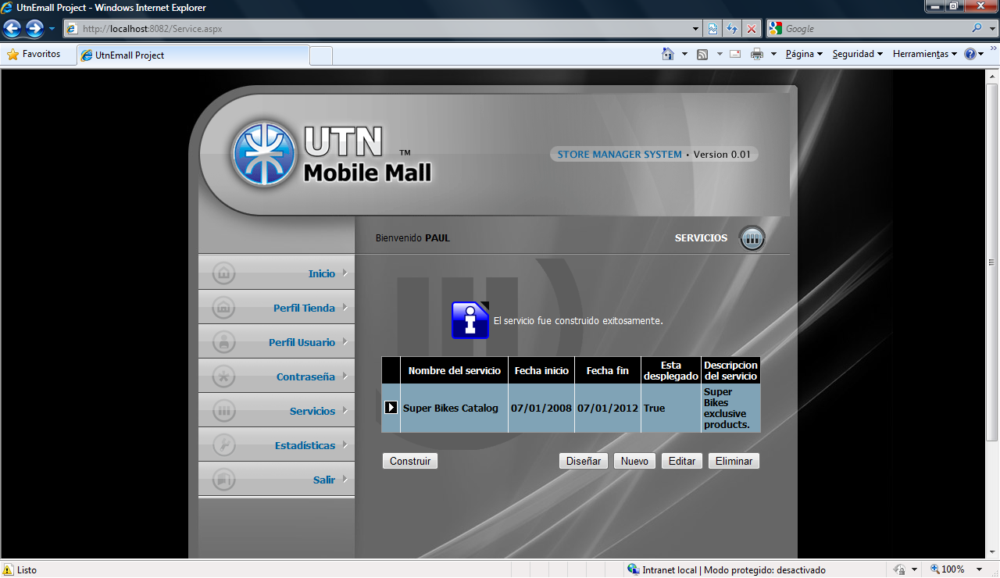 UtnEmall Project - Windows Internet Explorer
http://localhost:8082/Service.aspx
Google
Favoritos
UtnEmall Project
Página
Seguridad
Herramientas
UTN ™
Mobile Mall
STORE MANAGER SYSTEM • Version 0.01
Bienvenido PAUL
SERVICIOS
Inicio
Perfil Tienda
Perfil Usuario
Contraseña
Servicios
Estadísticas
Salir
El servicio fue construido exitosamente.
Nombre del servicio
Fecha inicio
Fecha fin
Esta
desplegado
Descripcion
del servicio
Super Bikes Catalog
07/01/2008
07/01/2012
True
Super
Bikes
exclusive
products.
Construir
Diseñar
Nuevo
Editar
Eliminar
Listo
Intranet local | Modo protegido: desactivado
100%